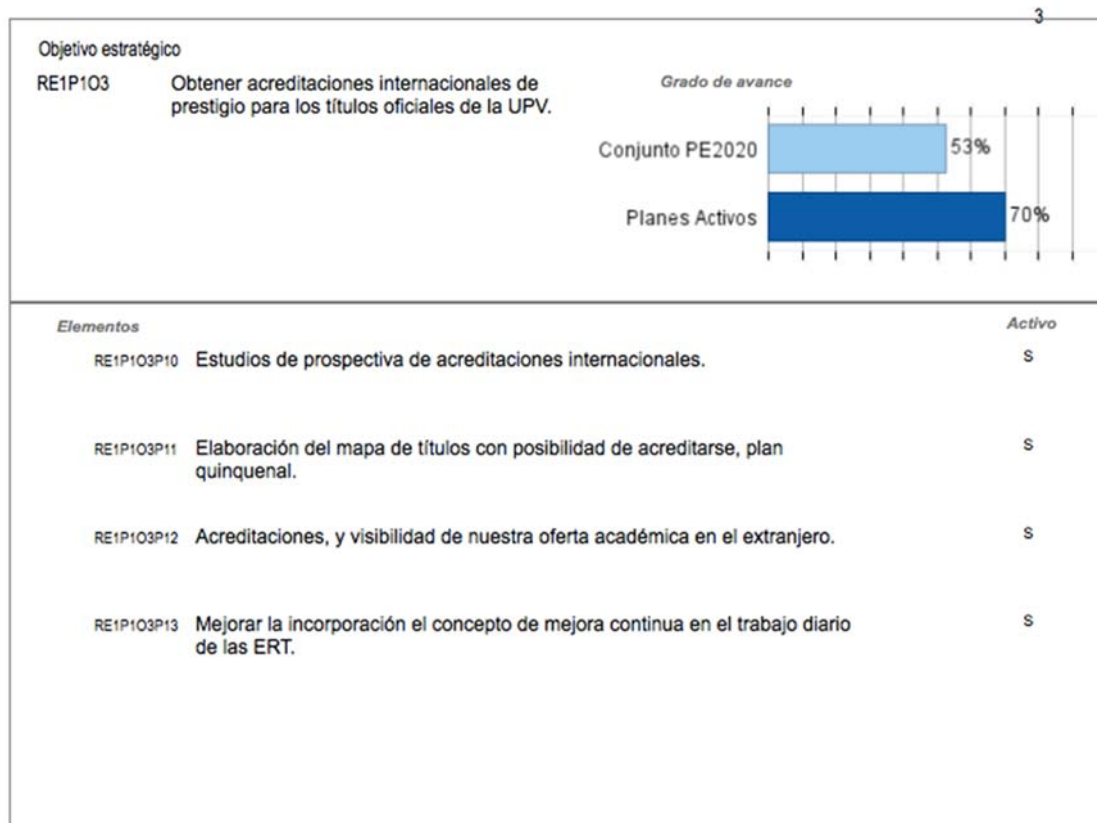 3
Objetivo estratégico
RE1P1O3 Obtener acreditaciones internacionales de
prestigio para los títulos oficiales de la UPV.
Grado de avance
Conjunto PE2020 53%
Planes Activos 70%
Elementos Activo
RE1P1O3P10 Estudios de prospectiva de acreditaciones internacionales. S
RE1P1O3P11 Elaboración del mapa de títulos con posibilidad de acreditarse, plan S
quinquenal.
RE1P1O3P12 Acreditaciones, y visibilidad de nuestra oferta académica en el extranjero. S
RE1P1O3P13 Mejorar la incorporación el concepto de mejora continua en el trabajo diario S
de las ERT.